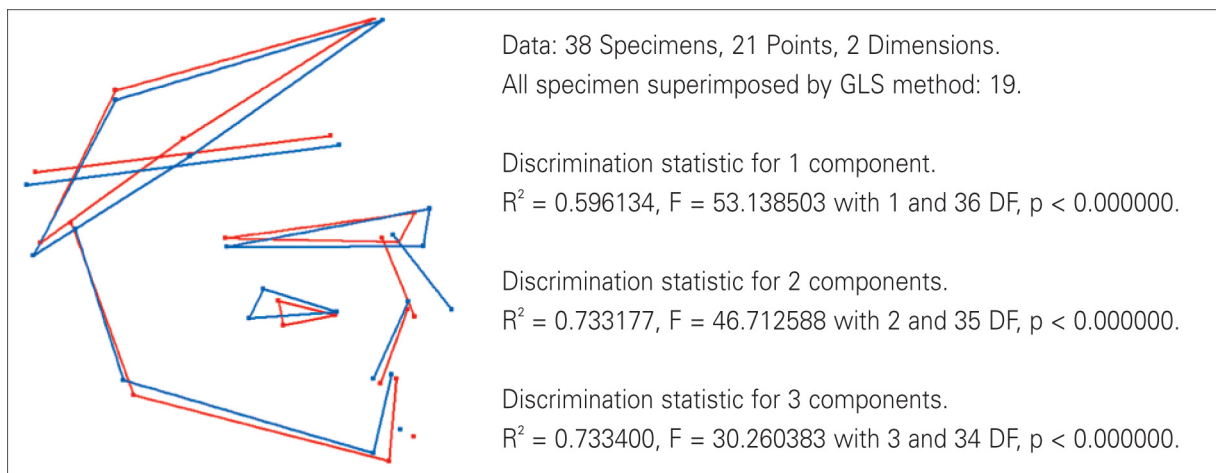 Data: 38 Specimens, 21 Points, 2 Dimensions.
All specimen superimposed by GLS method: 19.
Discrimination statistic for 1 component.
R² = 0.596134, F = 53.138503 with 1 and 36 DF, p < 0.000000.
Discrimination statistic for 2 components.
R² = 0.733177, F = 46.712588 with 2 and 35 DF, p < 0.000000.
Discrimination statistic for 3 components.
R² = 0.733400, F = 30.260383 with 3 and 34 DF, p < 0.000000.